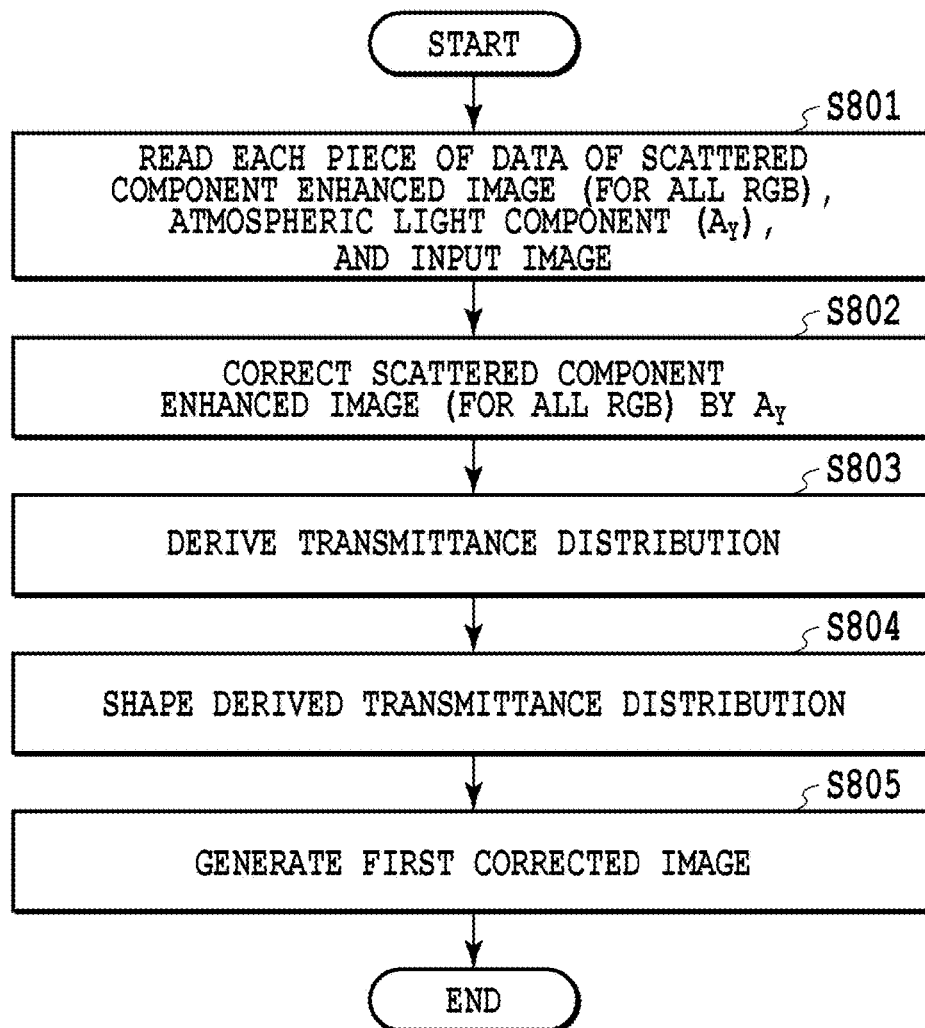 START
S801
READ EACH PIECE OF DATA OF SCATTERED
COMPONENT ENHANCED IMAGE (FOR ALL RGB),
ATMOSPHERIC LIGHT COMPONENT (AY),
AND INPUT IMAGE
S802
CORRECT SCATTERED COMPONENT
ENHANCED IMAGE (FOR ALL RGB) BY AY
S803
DERIVE TRANSMITTANCE DISTRIBUTION
S804
SHAPE DERIVED TRANSMITTANCE DISTRIBUTION
S805
GENERATE FIRST CORRECTED IMAGE
END